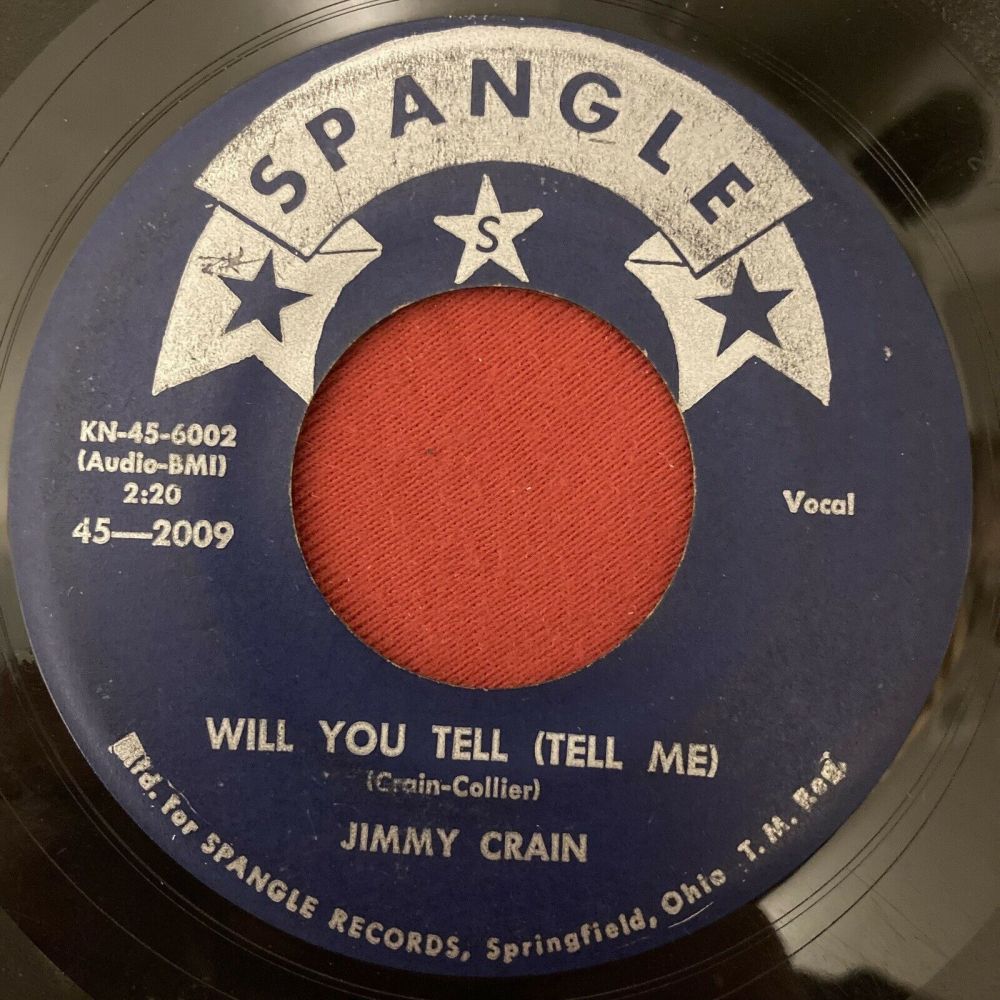 SPANGLE
S
KN-45-6002
(Audio-BMI)
2:20
45—2009
Vocal
WILL YOU TELL (TELL ME)
(Crain-Collier)
JIMMY CRAIN
Mfd. for SPANGLE RECORDS, Springfield, Ohio T. M. Reg.